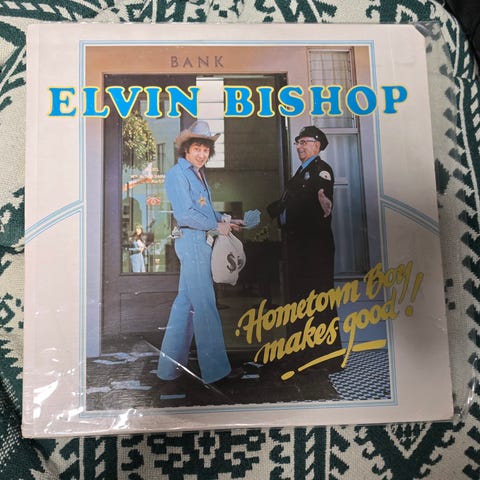 BANK
ELVIN BISHOP
Hometown Boy
makes good!
$